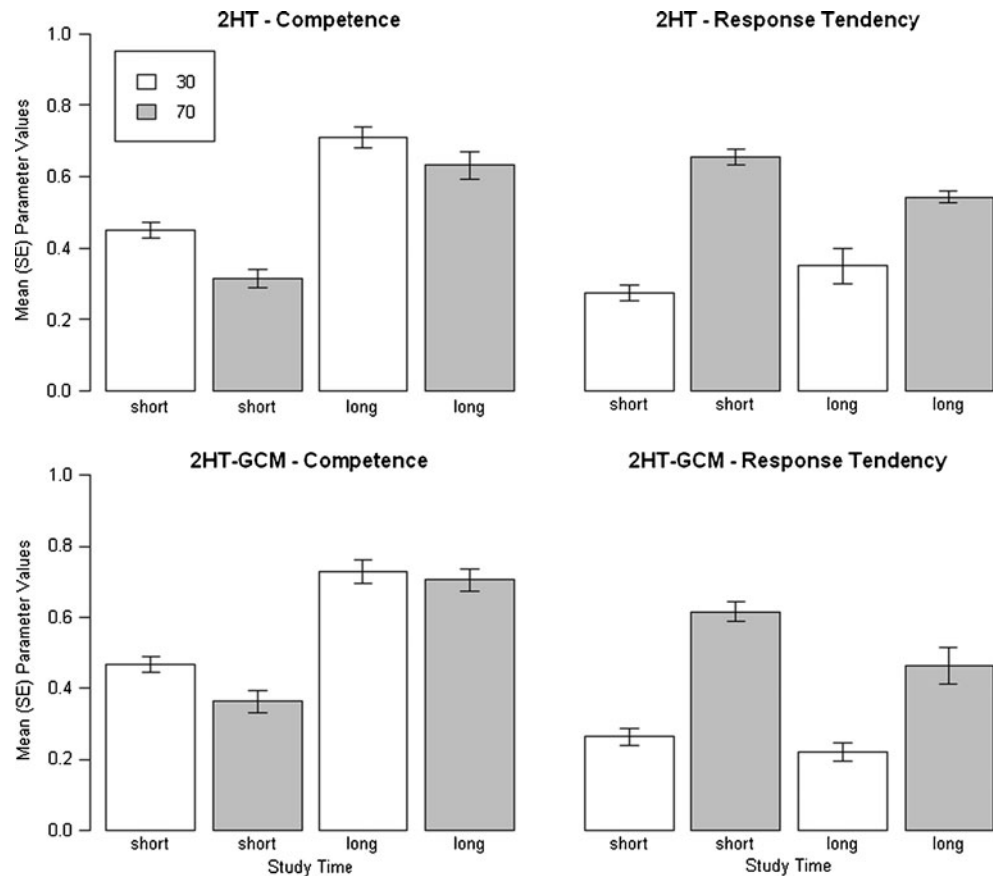 2HT - Competence
2HT - Response Tendency
Mean (SE) Parameter Values
1.0
0.8
0.6
0.4
0.2
0.0
30
70
short short long long
short short long long
2HT-GCM - Competence
2HT-GCM - Response Tendency
Mean (SE) Parameter Values
1.0
0.8
0.6
0.4
0.2
0.0
short short long long
short short long long
Study Time
Study Time